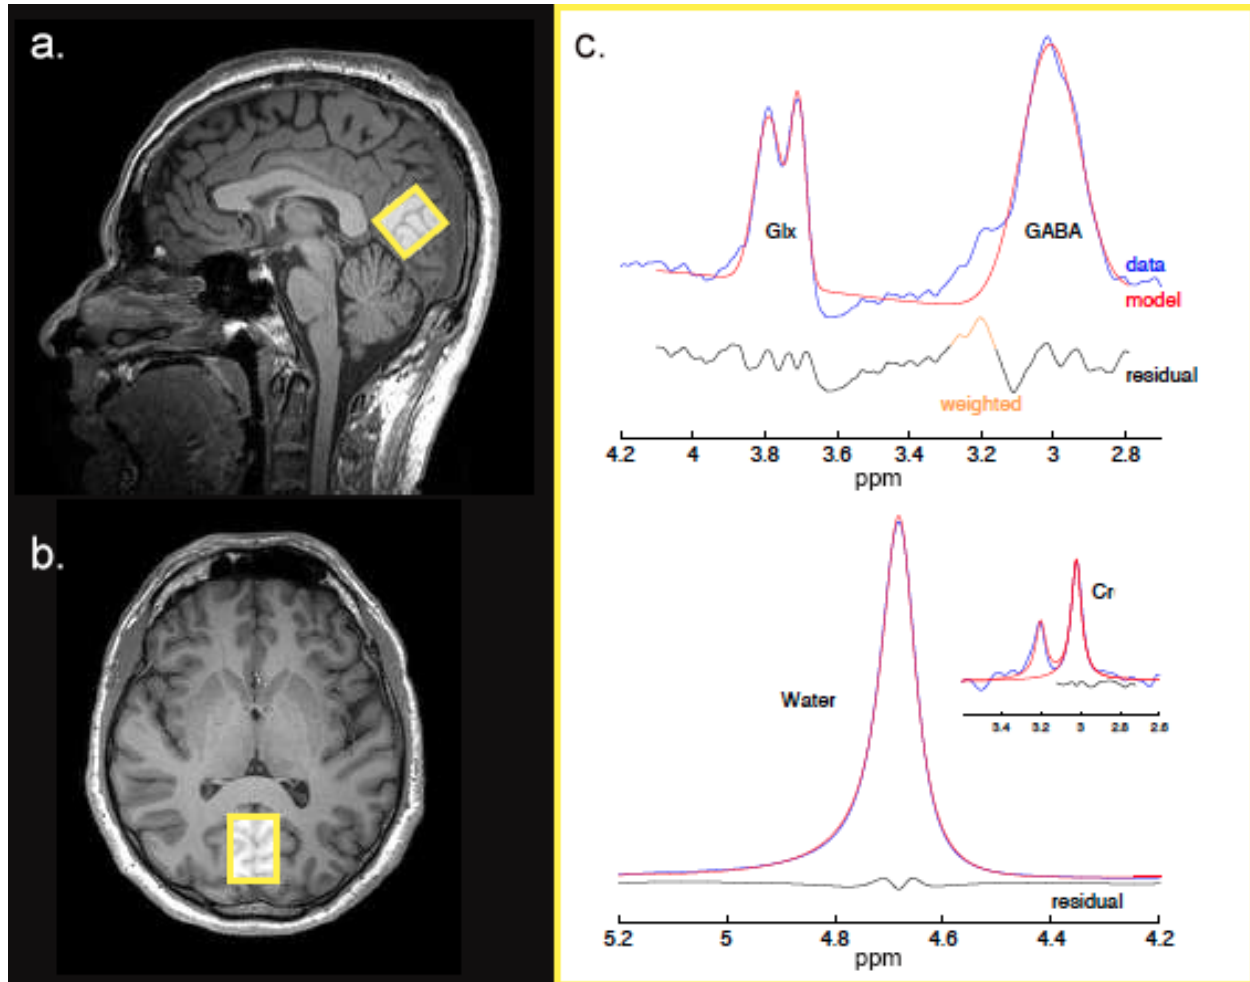 a.
b.
c.
Glx
GABA
data
model
residual
weighted
4.2 4 3.8 3.6 3.4 3.2 3 2.8
ppm
Water
Cr
3.4 3.2 3 2.8 2.6
residual
5.2 5 4.8 4.6 4.4 4.2
ppm